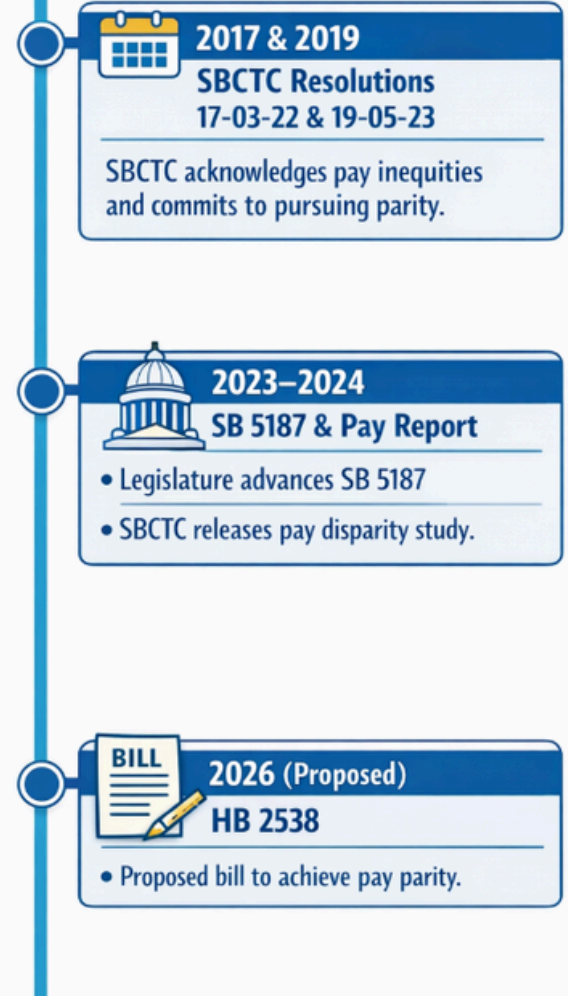 2017 & 2019
SBCTC Resolutions
17-03-22 & 19-05-23
SBCTC acknowledges pay inequities
and commits to pursuing parity.
2023–2024
SB 5187 & Pay Report
• Legislature advances SB 5187
• SBCTC releases pay disparity study.
BILL
2026 (Proposed)
HB 2538
• Proposed bill to achieve pay parity.